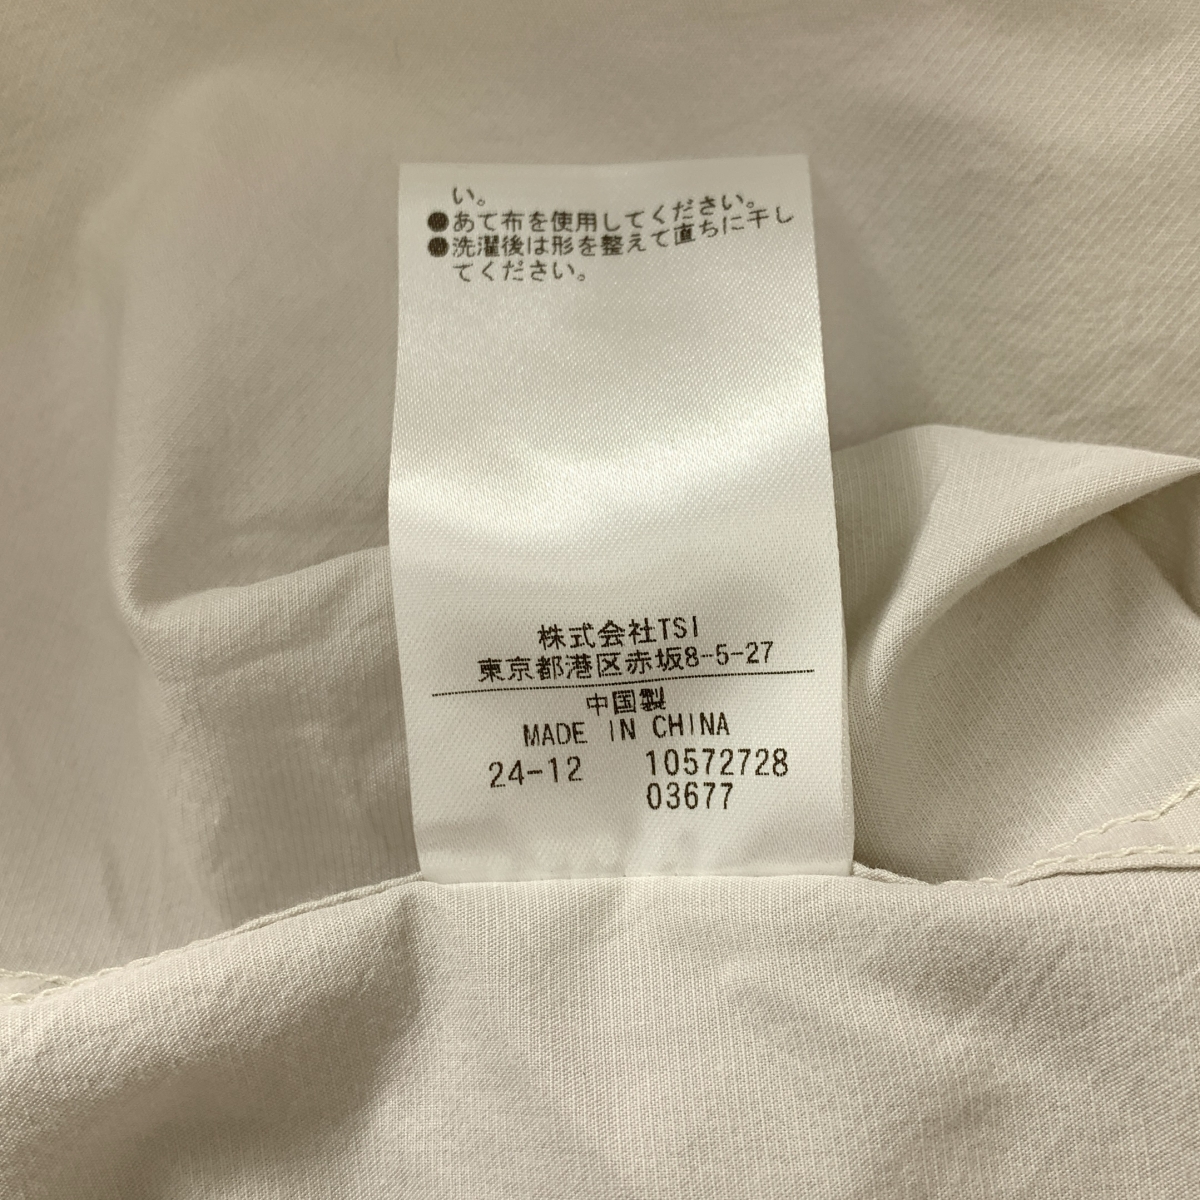 い。
●あて布を使用してください。
●洗濯後は形を整えて直ちに干し
てください。
株式会社TSI
東京都港区赤坂8-5-27
中国製
MADE IN CHINA
24-12 10572728
03677